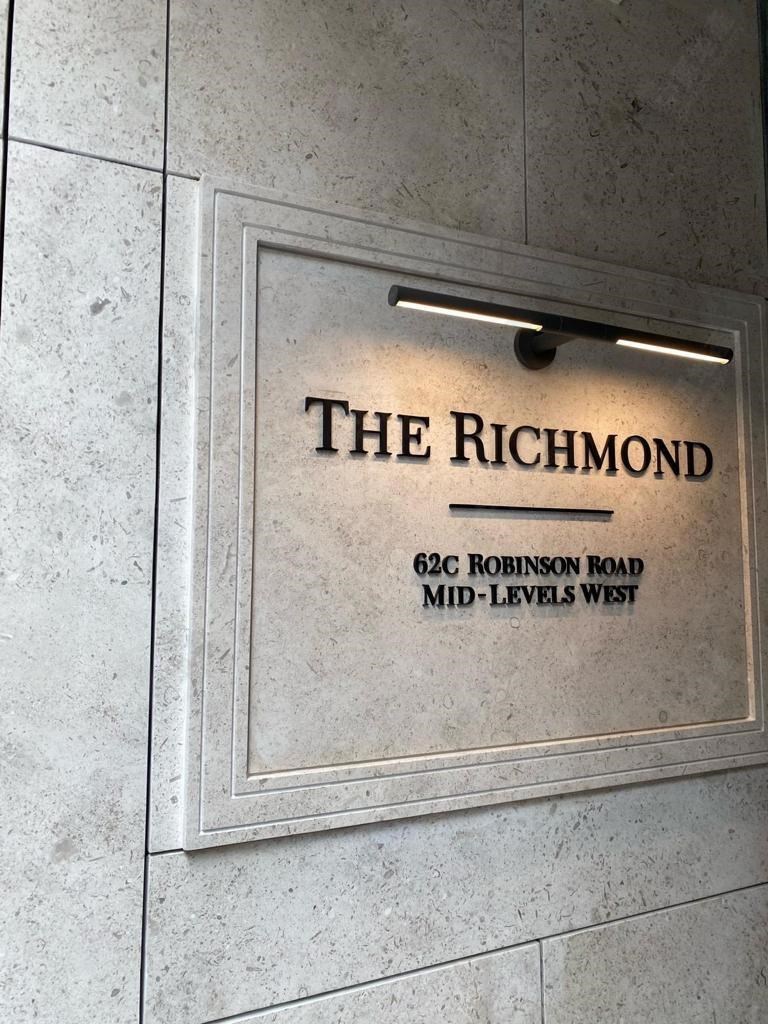 THE RICHMOND
62C ROBINSON ROAD
MID-LEVELS WEST